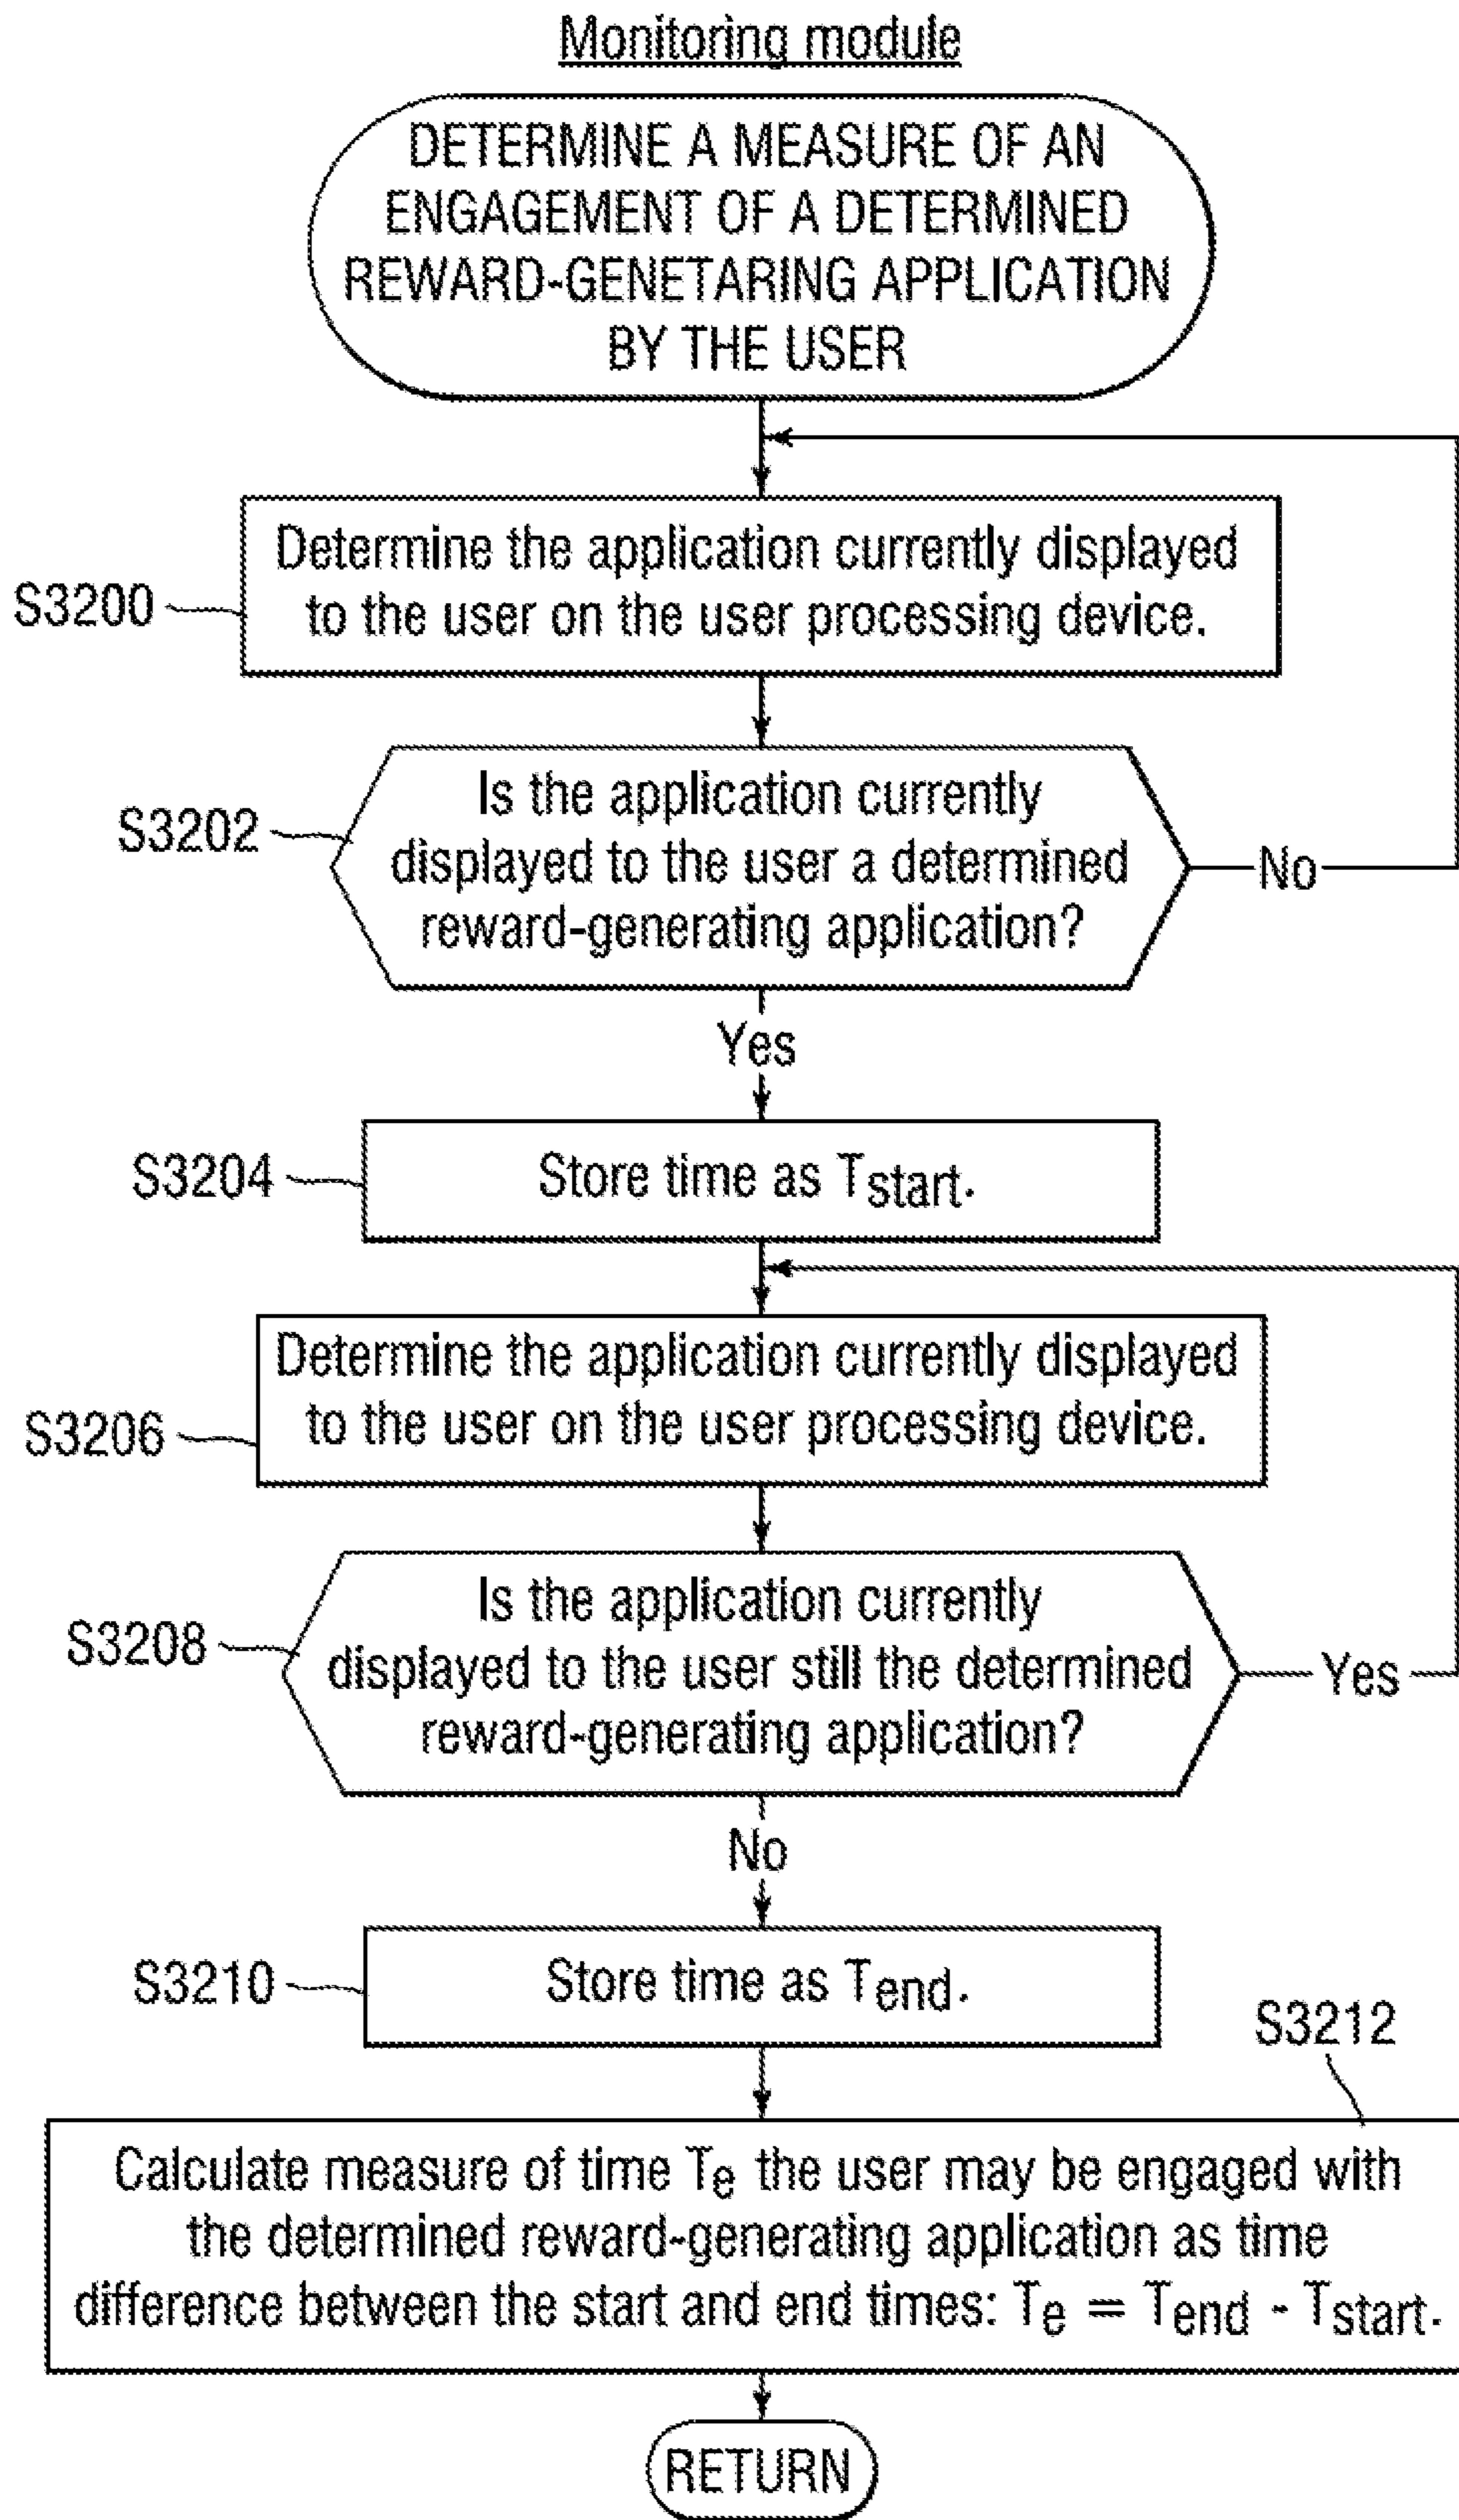 Monitoring module
DETERMINE A MEASURE OF AN
ENGAGEMENT OF A DETERMINED
REWARD-GENETARING APPLICATION
BY THE USER
S3200
Determine the application currently displayed
to the user on the user processing device.
S3202
Is the application currently
displayed to the user a determined
reward-generating application?
No
Yes
S3204
Store time as Tstart.
S3206
Determine the application currently displayed
to the user on the user processing device.
S3208
Is the application currently
displayed to the user still the determined
reward-generating application?
Yes
No
S3210
Store time as Tend.
S3212
Calculate measure of time Te the user may be engaged with
the determined reward-generating application as time
difference between the start and end times: Te = Tend - Tstart.
RETURN